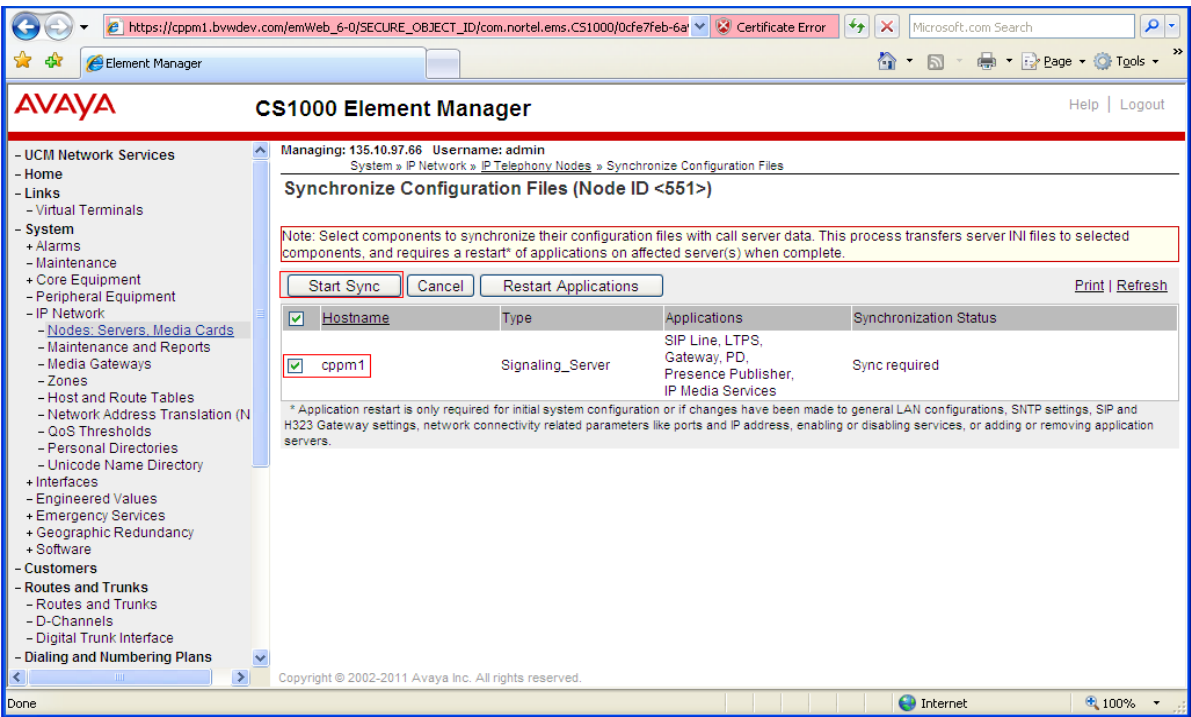 https://cppm1.bvwdev.com/emWeb_6-0/SECURE_OBJECT_ID/com.nortel.ems.CS1000/0cfe7feb-6a
Certificate Error
Microsoft.com Search
Element Manager
Page
Tools
»
AVAYA
CS1000 Element Manager
Help | Logout
– UCM Network Services
– Home
– Links
– Virtual Terminals
– System
+ Alarms
– Maintenance
+ Core Equipment
– Peripheral Equipment
– IP Network
– Nodes: Servers, Media Cards
– Maintenance and Reports
– Media Gateways
– Zones
– Host and Route Tables
– Network Address Translation (N
– QoS Thresholds
– Personal Directories
– Unicode Name Directory
+ Interfaces
– Engineered Values
+ Emergency Services
+ Geographic Redundancy
+ Software
– Customers
– Routes and Trunks
– Routes and Trunks
– D-Channels
– Digital Trunk Interface
– Dialing and Numbering Plans
Managing: 135.10.97.66 Username: admin
System » IP Network » IP Telephony Nodes » Synchronize Configuration Files
Synchronize Configuration Files (Node ID <551>)
Note: Select components to synchronize their configuration files with call server data. This process transfers server INI files to selected
components, and requires a restart* of applications on affected server(s) when complete.
Start Sync Cancel Restart Applications
Print | Refresh
Hostname Type Applications Synchronization Status
cppm1 Signaling_Server
SIP Line, LTPS,
Gateway, PD,
Presence Publisher,
IP Media Services
Sync required
* Application restart is only required for initial system configuration or if changes have been made to general LAN configurations, SNTP settings, SIP and
H323 Gateway settings, network connectivity related parameters like ports and IP address, enabling or disabling services, or adding or removing application
servers.
Copyright © 2002-2011 Avaya Inc. All rights reserved.
Done
Internet
100%